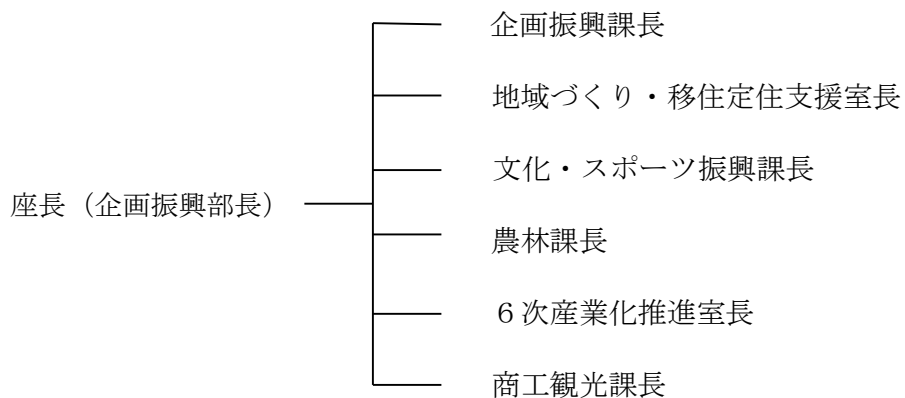 企画振興課長
地域づくり・移住定住支援室長
文化・スポーツ振興課長
座長（企画振興部長）
農林課長
６次産業化推進室長
商工観光課長